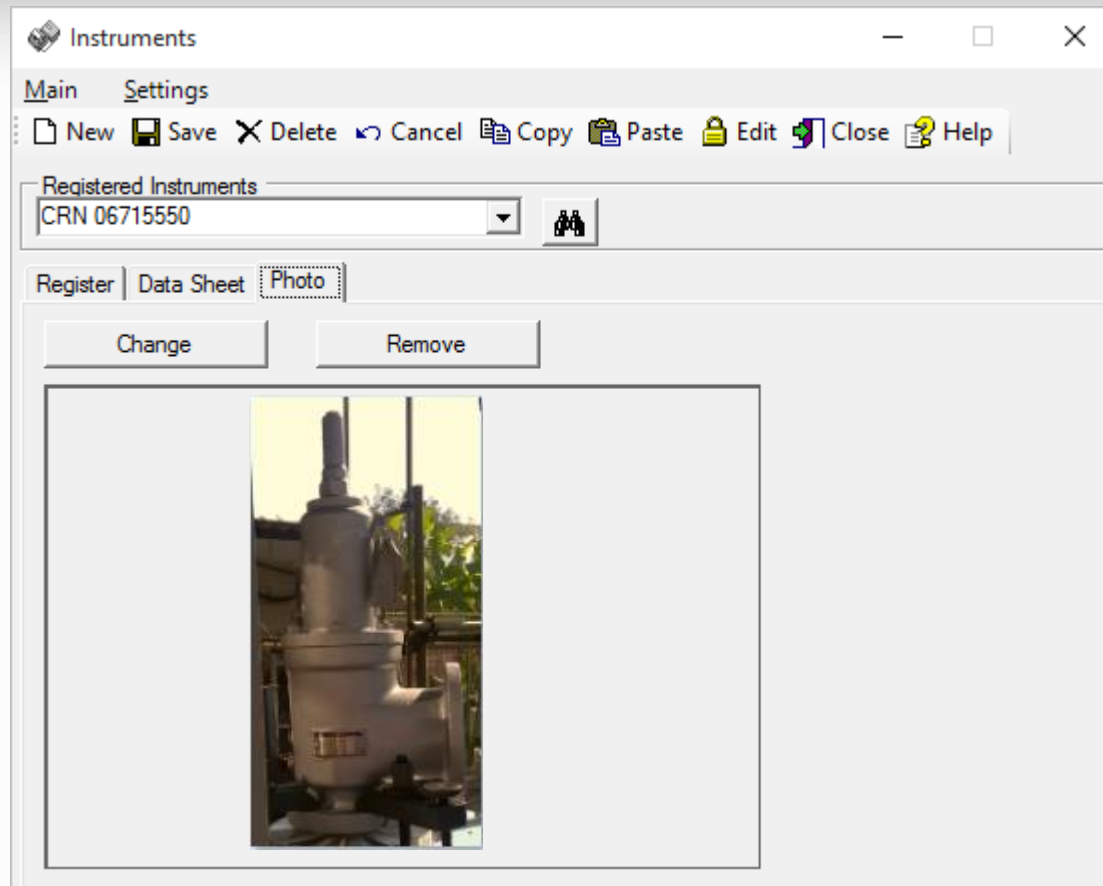 Instruments
Main Settings
New Save Delete Cancel Copy Paste Edit Close Help
Registered Instruments
CRN 06715550
Register Data Sheet Photo
Change Remove